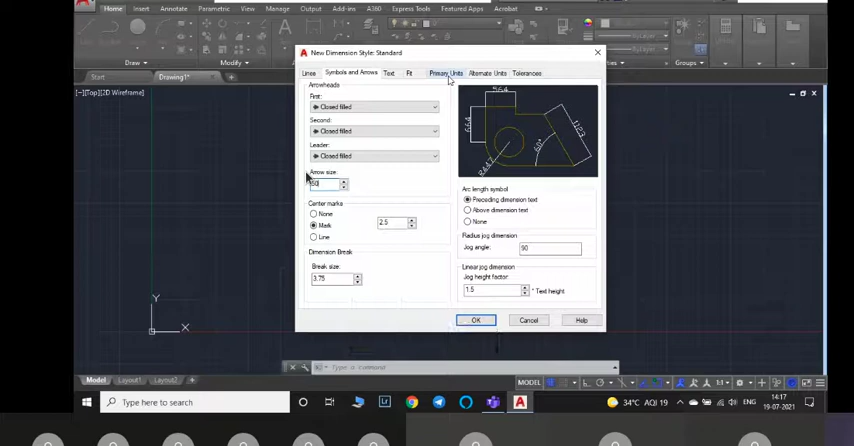 Home Insert Annotate Parametric View Manage Output Add-ins A360 Express Tools Featured Apps Acrobat
Draw Modify Groups
Start Drawing1* + 
[−][Top][2D Wireframe]
New Dimension Style: Standard
Lines Symbols and Arrows Text Fit Primary Units Alternate Units Tolerances
Arrowheads
First:
Closed filled
Second:
Closed filled
Leader:
Closed filled
Arrow size:
Center marks
None
Mark
Line
2.5
Dimension Break
Break size:
3.75
60°
Arc length symbol
Preceding dimension text
Above dimension text
None
Radius jog dimension
Jog angle: 90
Linear jog dimension
Jog height factor:
1.5 * Text height
OK Cancel Help
Y
X
Type a command
Model Layout1 Layout2 +
MODEL 1:1
Type here to search
34°C AQI 19 ENG 14:17
19-07-2021